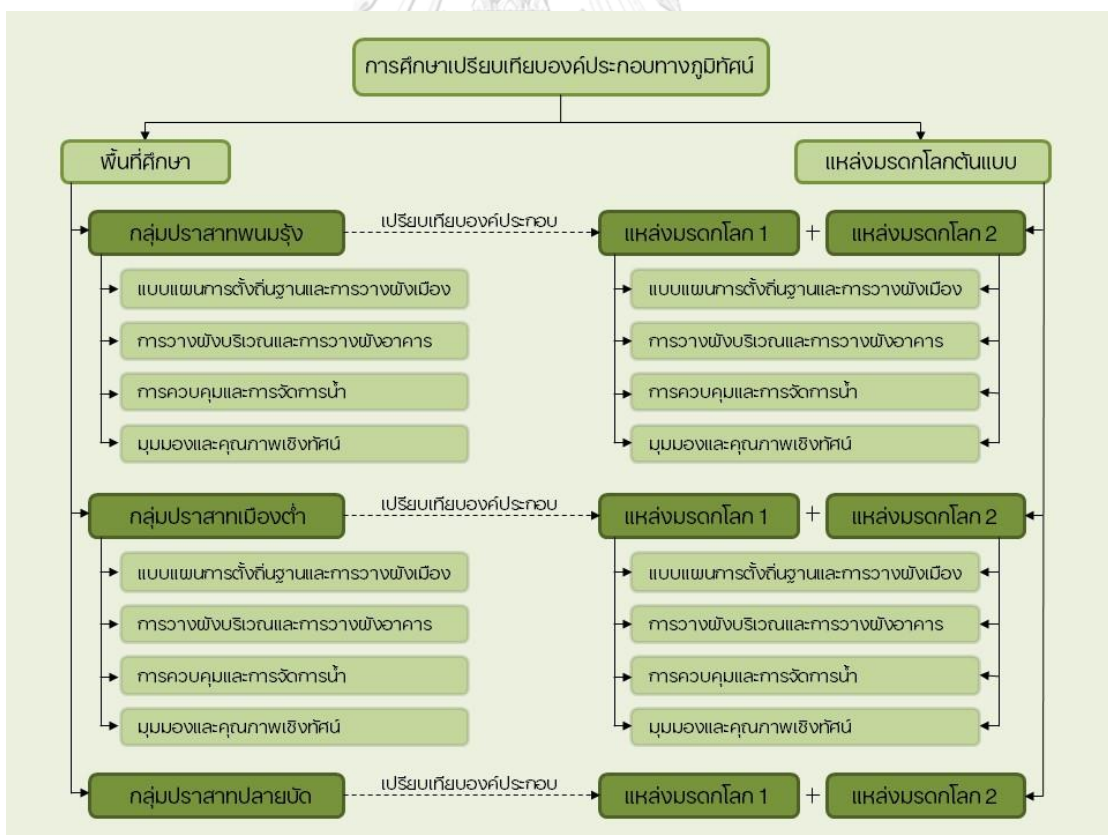 การศึกษาเปรียบเทียบองค์ประกอบทางภูมิทัศน์
พื้นที่ศึกษา
แหล่งมรดกโลกต้นแบบ
กลุ่มปราสาทพนมรุ้ง
เปรียบเทียบองค์ประกอบ
แหล่งมรดกโลก 1 + แหล่งมรดกโลก 2
แบบแผนการตั้งถิ่นฐานและการวางผังเมือง
แบบแผนการตั้งถิ่นฐานและการวางผังเมือง
การวางผังบริเวณและการวางผังอาคาร
การวางผังบริเวณและการวางผังอาคาร
การควบคุมและการจัดการน้ำ
การควบคุมและการจัดการน้ำ
มุมมองและคุณภาพเชิงทัศน์
มุมมองและคุณภาพเชิงทัศน์
กลุ่มปราสาทเมืองต่ำ
เปรียบเทียบองค์ประกอบ
แหล่งมรดกโลก 1 + แหล่งมรดกโลก 2
แบบแผนการตั้งถิ่นฐานและการวางผังเมือง
แบบแผนการตั้งถิ่นฐานและการวางผังเมือง
การวางผังบริเวณและการวางผังอาคาร
การวางผังบริเวณและการวางผังอาคาร
การควบคุมและการจัดการน้ำ
การควบคุมและการจัดการน้ำ
มุมมองและคุณภาพเชิงทัศน์
มุมมองและคุณภาพเชิงทัศน์
กลุ่มปราสาทปลายบัด
เปรียบเทียบองค์ประกอบ
แหล่งมรดกโลก 1 + แหล่งมรดกโลก 2